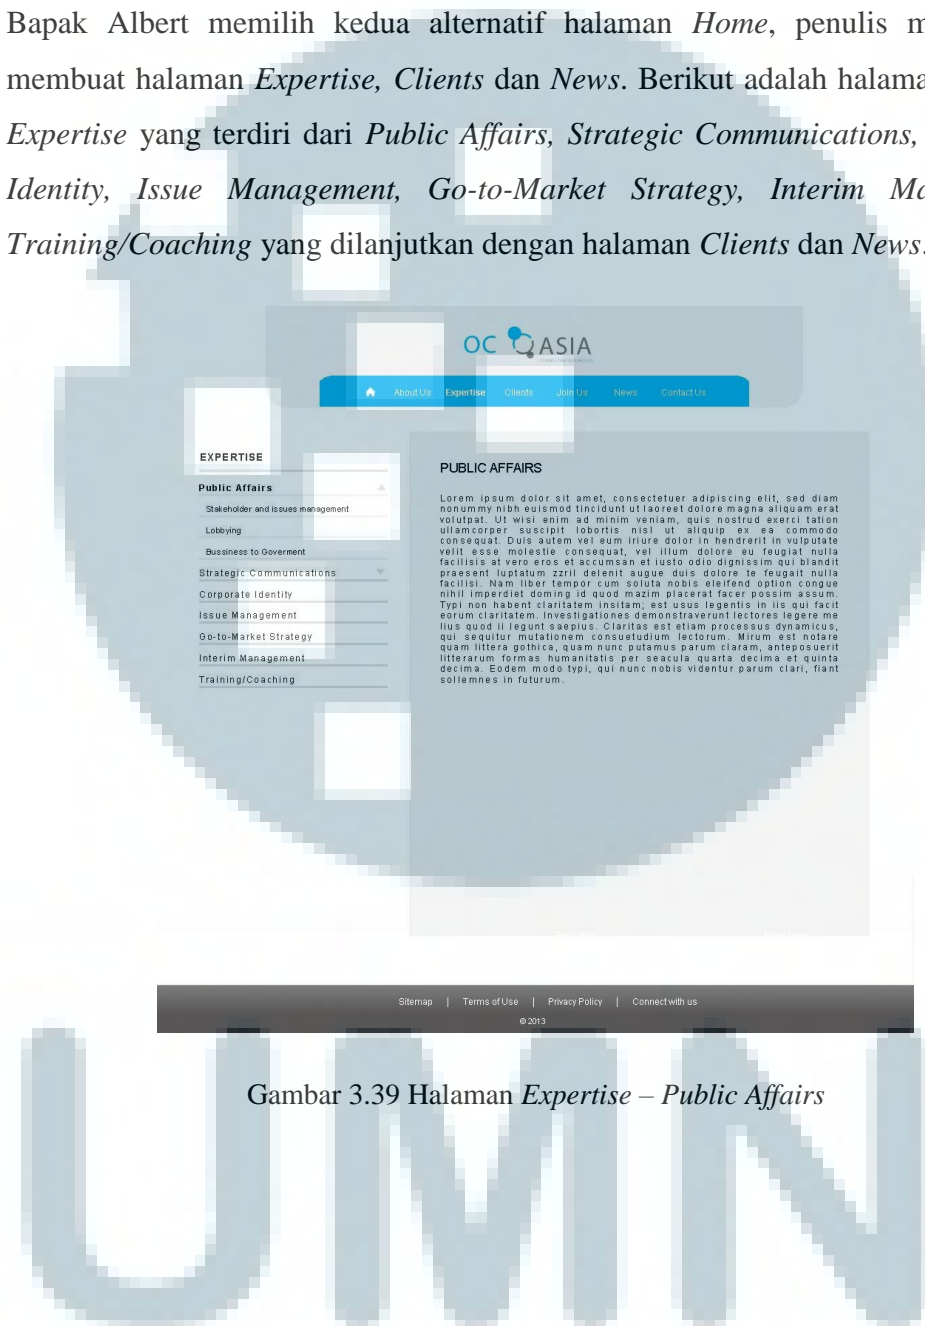 Bapak Albert memilih kedua alternatif halaman Home, penulis m
membuat halaman Expertise, Clients dan News. Berikut adalah halama
Expertise yang terdiri dari Public Affairs, Strategic Communications,
Identity, Issue Management, Go-to-Market Strategy, Interim Ma
Training/Coaching yang dilanjutkan dengan halaman Clients dan News.
OC ASIA
About Us Expertise Clients Join Us News Contact Us
EXPERTISE
Public Affairs
Stakeholder and issues management
Lobbying
Bussiness to Goverment
Strategic Communications
Corporate Identity
Issue Management
Go-to-Market Strategy
Interim Management
Training/Coaching
PUBLIC AFFAIRS
Lorem ipsum dolor sit amet, consectetuer adipiscing elit, sed diam
nonummy nibh euismod tincidunt ut laoreet dolore magna aliquam erat
volutpat. Ut wisi enim ad minim veniam, quis nostrud exerci tation
ullamcorper suscipit lobortis nisl ut aliquip ex ea commodo
consequat. Duis autem vel eum iriure dolor in hendrerit in vulputate
velit esse molestie consequat, vel illum dolore eu feugiat nulla
facilisis at vero eros et accumsan et iusto odio dignissim qui blandit
praesent luptatum zzril delenit augue duis dolore te feugait nulla
facilisi. Nam liber tempor cum soluta nobis eleifend option congue
nihil imperdiet doming id quod mazim placerat facer possim assum.
Typi non habent claritatem insitam; est usus legentis in iis qui facit
eorum claritatem. Investigationes demonstraverunt lectores legere me
lius quod ii legunt saepius. Claritas est etiam processus dynamicus,
qui sequitur mutationem consuetudium lectorum. Mirum est notare
quam littera gothica, quam nunc putamus parum claram, anteposuerit
litterarum formas humanitatis per seacula quarta decima et quinta
decima. Eodem modo typi, qui nunc nobis videntur parum clari, fiant
sollemnes in futurum.
Sitemap | Terms of Use | Privacy Policy | Connect with us
© 2013
Gambar 3.39 Halaman Expertise – Public Affairs
UMN